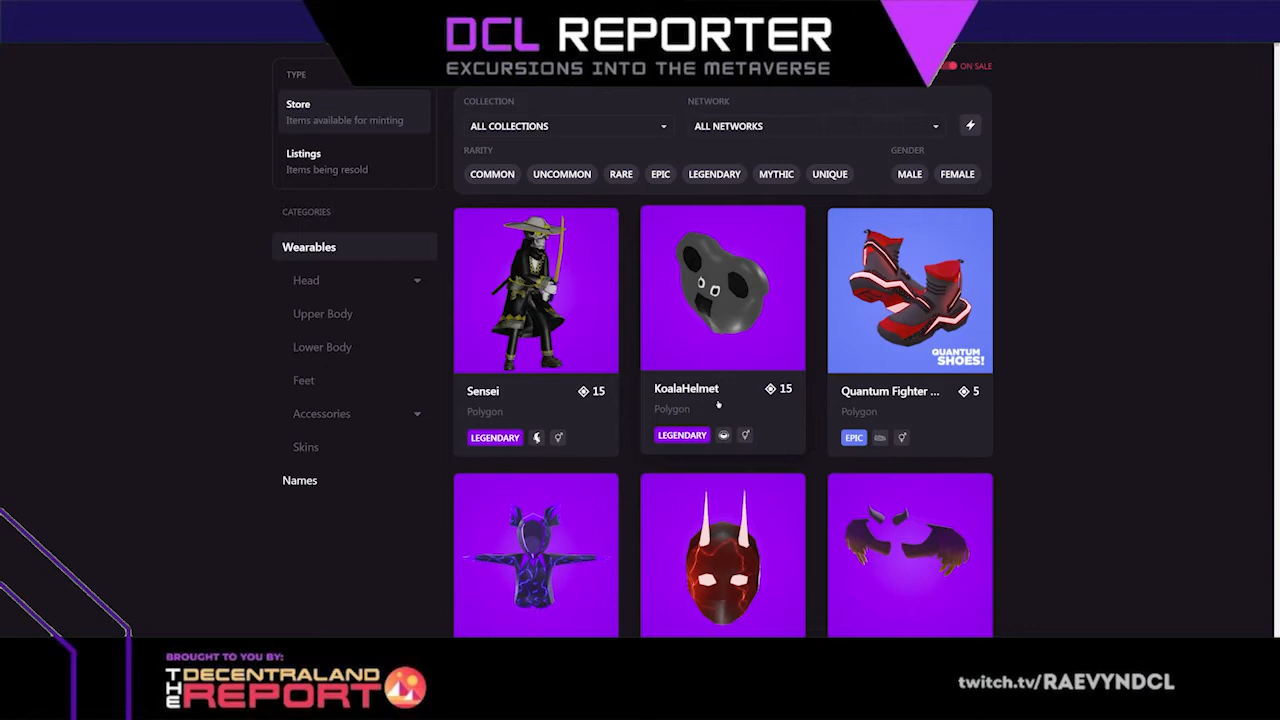 DCL REPORTER
EXCURSIONS INTO THE METAVERSE
TYPE
Store
Items available for minting
Listings
Items being resold
ON SALE
COLLECTION
ALL COLLECTIONS
NETWORK
ALL NETWORKS
RARITY
COMMON UNCOMMON RARE EPIC LEGENDARY MYTHIC UNIQUE
GENDER
MALE FEMALE
CATEGORIES
Wearables
Head
Upper Body
Lower Body
Feet
Accessories
Skins
Names
Sensei 15
Polygon
LEGENDARY
KoalaHelmet 15
Polygon
LEGENDARY
QUANTUM
SHOES!
Quantum Fighter ... 5
Polygon
EPIC
BROUGHT TO YOU BY:
THE DECENTRALAND
REPORT
twitch.tv/RAEVYNDCL